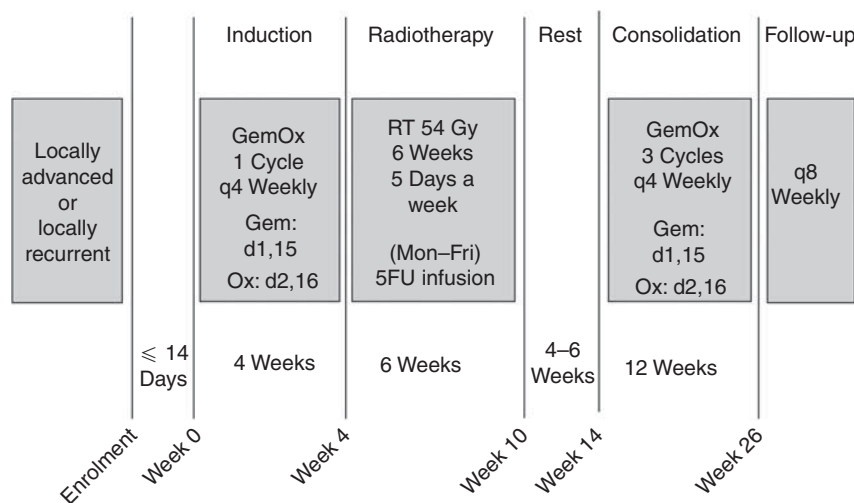 Induction
Radiotherapy
Rest
Consolidation
Follow-up
Locally
advanced
or
locally
recurrent
GemOx
1 Cycle
q4 Weekly
Gem:
d1,15
Ox: d2,16
RT 54 Gy
6 Weeks
5 Days a
week
(Mon–Fri)
5FU infusion
GemOx
3 Cycles
q4 Weekly
Gem:
d1,15
Ox: d2,16
q8
Weekly
⩽ 14
Days
4 Weeks
6 Weeks
4–6
Weeks
12 Weeks
Enrolment
Week 0
Week 4
Week 10
Week 14
Week 26